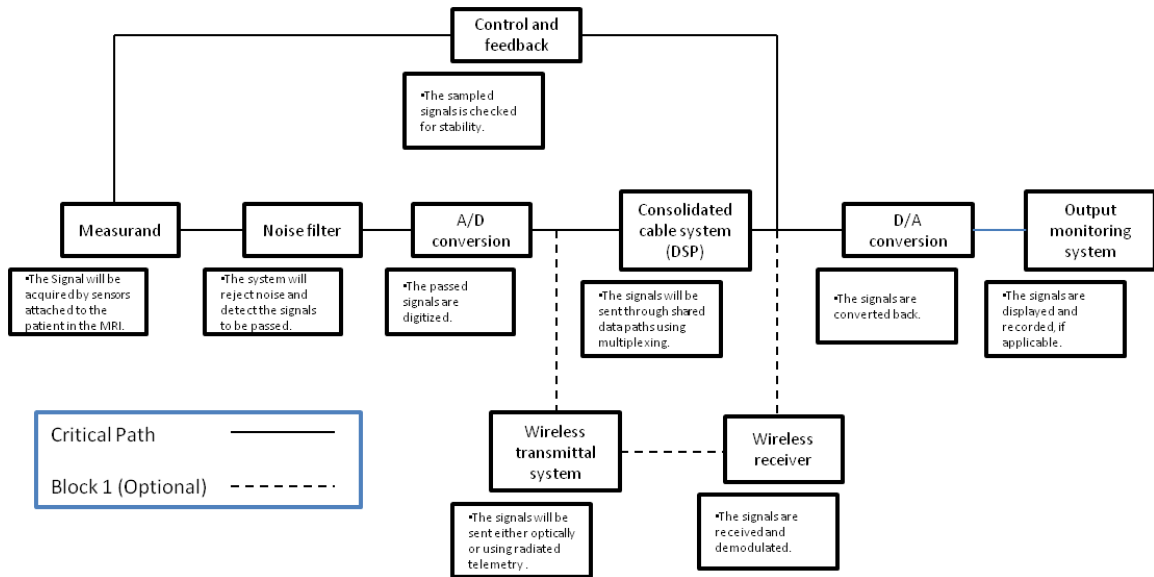 Control and
feedback
•The sampled
signals is checked
for stability.
Measurand
Noise filter
A/D
conversion
Consolidated
cable system
(DSP)
D/A
conversion
Output
monitoring
system
•The Signal will be
acquired by sensors
attached to the
patient in the MRI.
•The system will
reject noise and
detect the signals
to be passed.
•The passed
signals are
digitized.
•The signals will be
sent through shared
data paths using
multiplexing.
•The signals are
converted back.
•The signals are
displayed and
recorded, if
applicable.
Critical Path
Block 1 (Optional)
Wireless
transmittal
system
Wireless
receiver
•The signals will be
sent either optically
or using radiated
telemetry .
•The signals are
received and
demodulated.